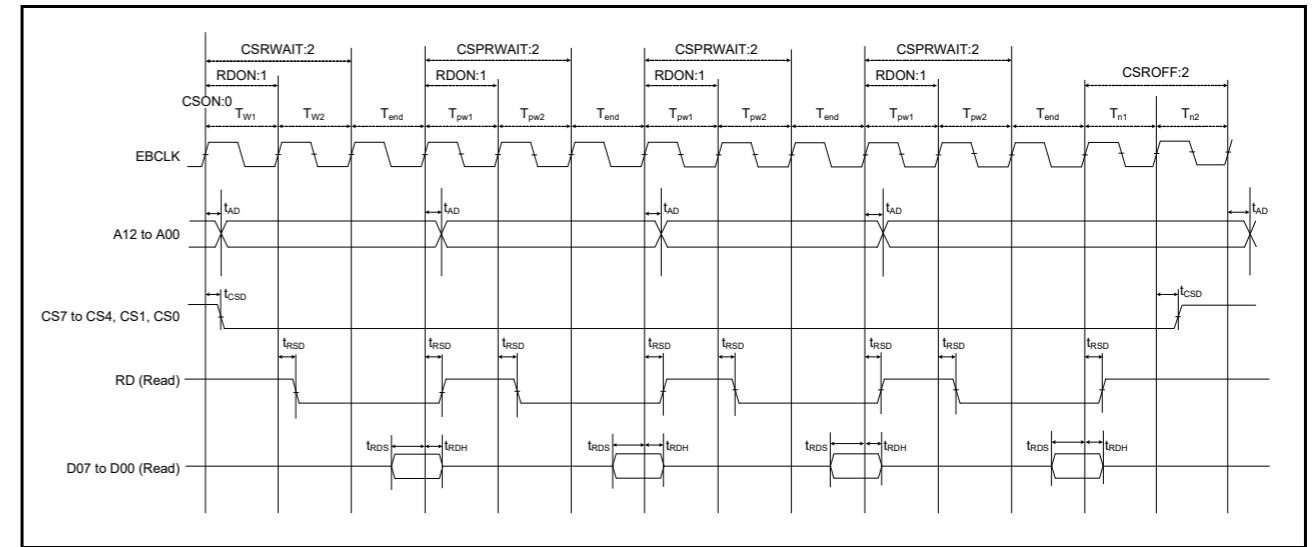 CSRWAIT:2 CSPRWAIT:2 CSPRWAIT:2 CSPRWAIT:2
RDON:1 RDON:1 RDON:1 RDON:1 CSROFF:2
CSON:0
TW1 TW2 Tend Tpw1 Tpw2 Tend Tpw1 Tpw2 Tend Tpw1 Tpw2 Tend Tn1 Tn2
EBCLK
tAD tAD tAD tAD tAD
A12 to A00
tCSD tCSD
CS7 to CS4, CS1, CS0
tRSD tRSD tRSD tRSD tRSD tRSD tRSD tRSD
RD (Read)
tRDS tRDH tRDS tRDH tRDS tRDH tRDS tRDH
D07 to D00 (Read)